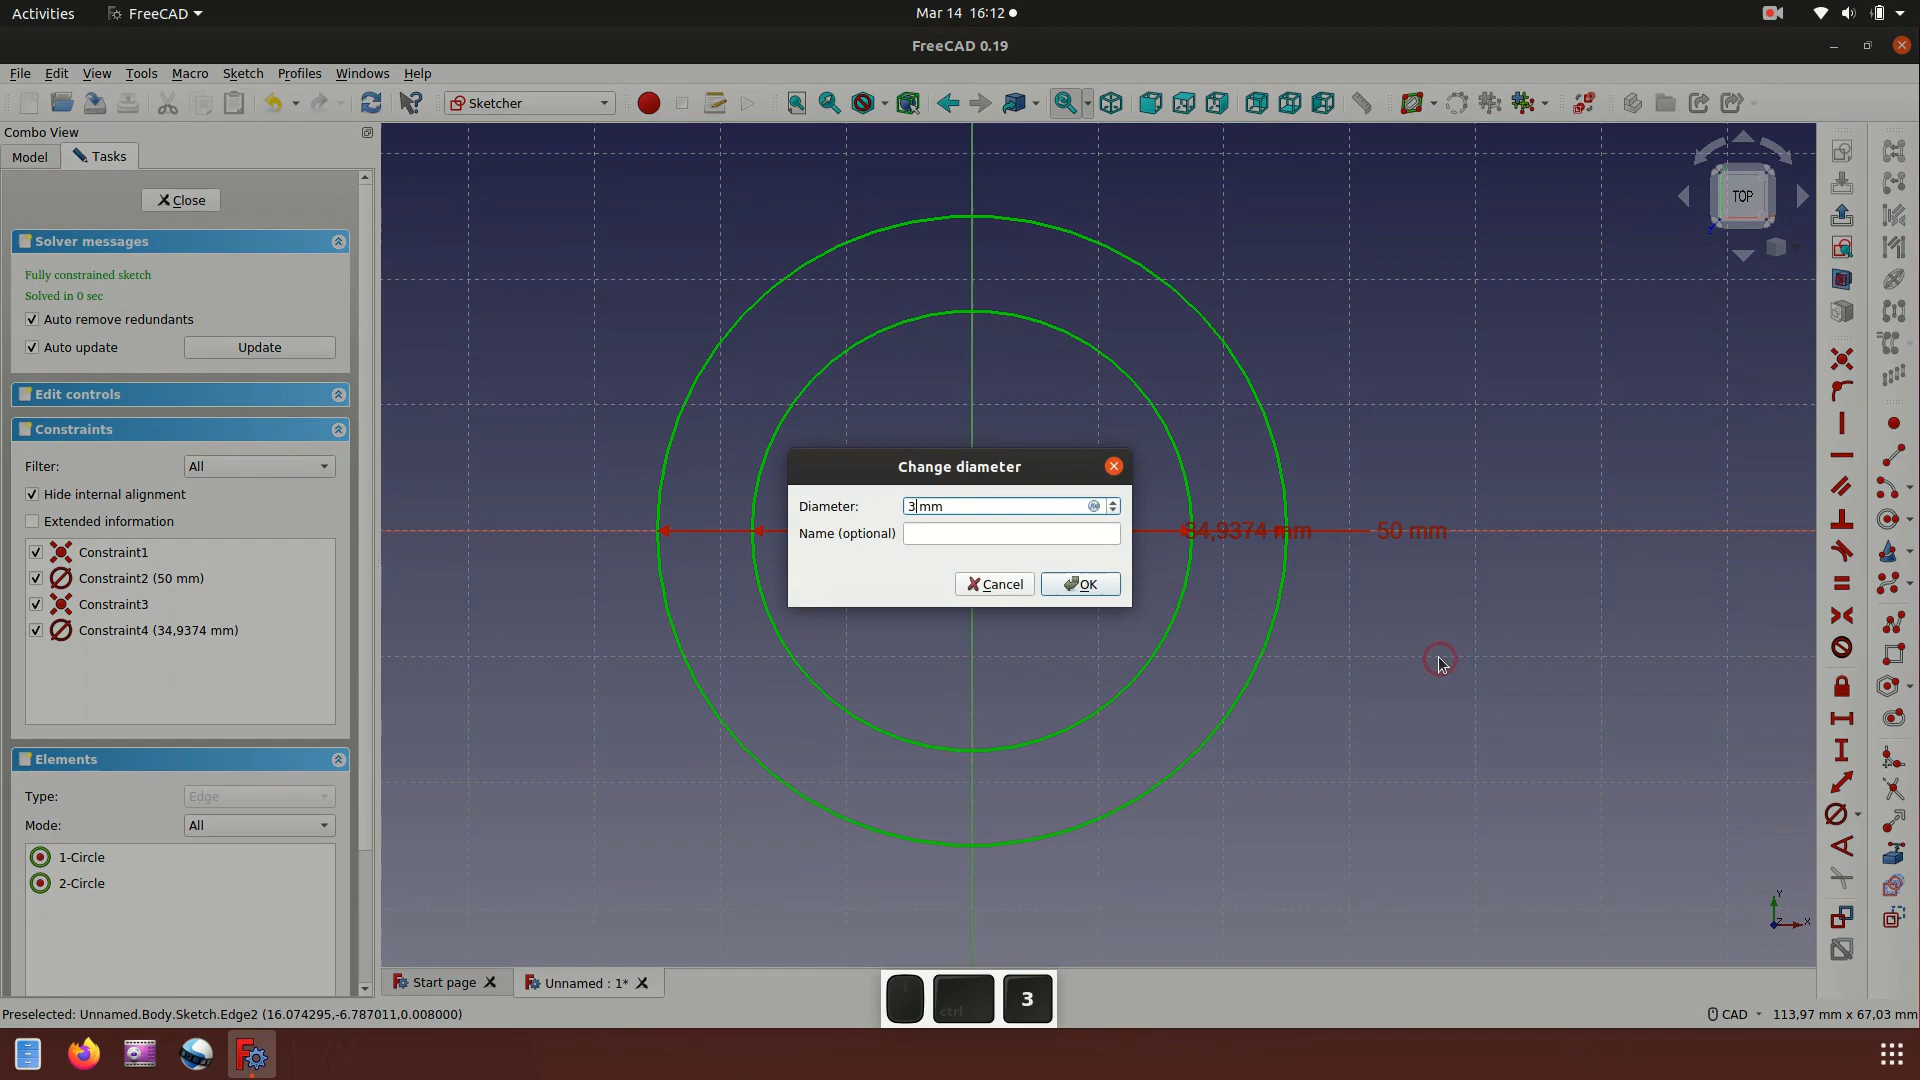 Activities
FreeCAD
Mar 14 16:12
FreeCAD 0.19
File Edit View Tools Macro Sketch Profiles Windows Help
Sketcher
Combo View
Model
Tasks
Close
Solver messages
Fully constrained sketch
Solved in 0 sec
Auto remove redundants
Auto update
Update
Edit controls
Constraints
Filter:
All
Hide internal alignment
Extended information
Constraint1
Constraint2 (50 mm)
Constraint3
Constraint4 (34,9374 mm)
Elements
Type:
Edge
Mode:
All
1-Circle
2-Circle
TOP
Z
Change diameter
Diameter:
3 mm
Name (optional)
Cancel
OK
34,9374 mm
50 mm
Y
Z
X
Start page
Unnamed : 1*
ctrl
3
Preselected: Unnamed.Body.Sketch.Edge2 (16.074295,-6.787011,0.008000)
CAD
113,97 mm x 67,03 mm